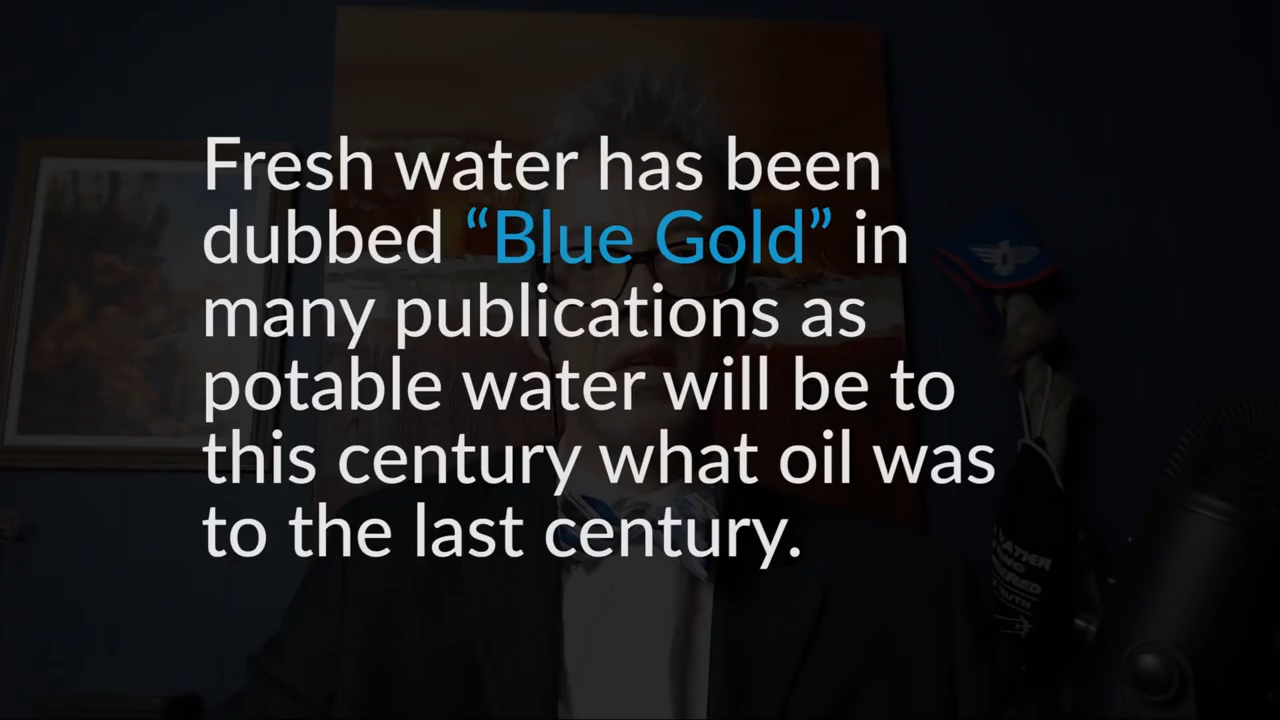 Fresh water has been
dubbed “Blue Gold” in
many publications as
potable water will be to
this century what oil was
to the last century.